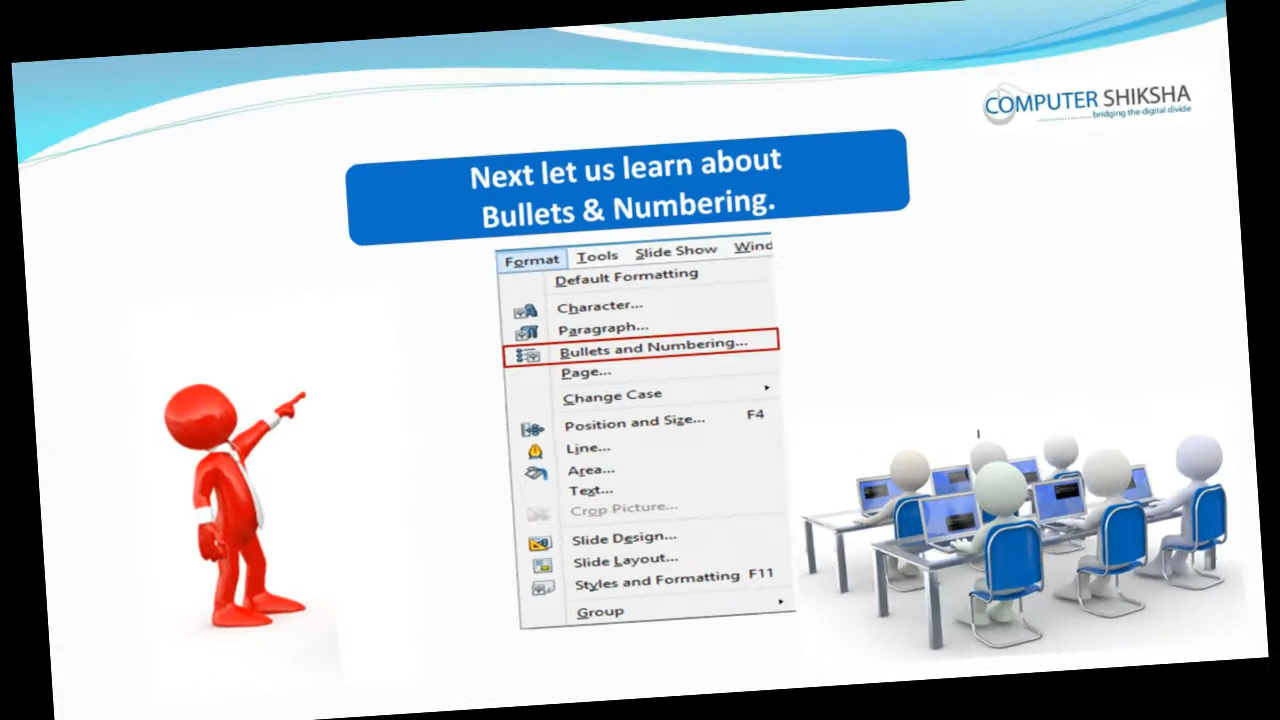 COMPUTER SHIKSHA
bridging the digital divide
Next let us learn about
Bullets & Numbering.
Format Tools Slide Show Wind
Default Formatting
Character...
Paragraph...
Bullets and Numbering...
Page...
Change Case
Position and Size... F4
Line...
Area...
Text...
Crop Picture...
Slide Design...
Slide Layout...
Styles and Formatting F11
Group